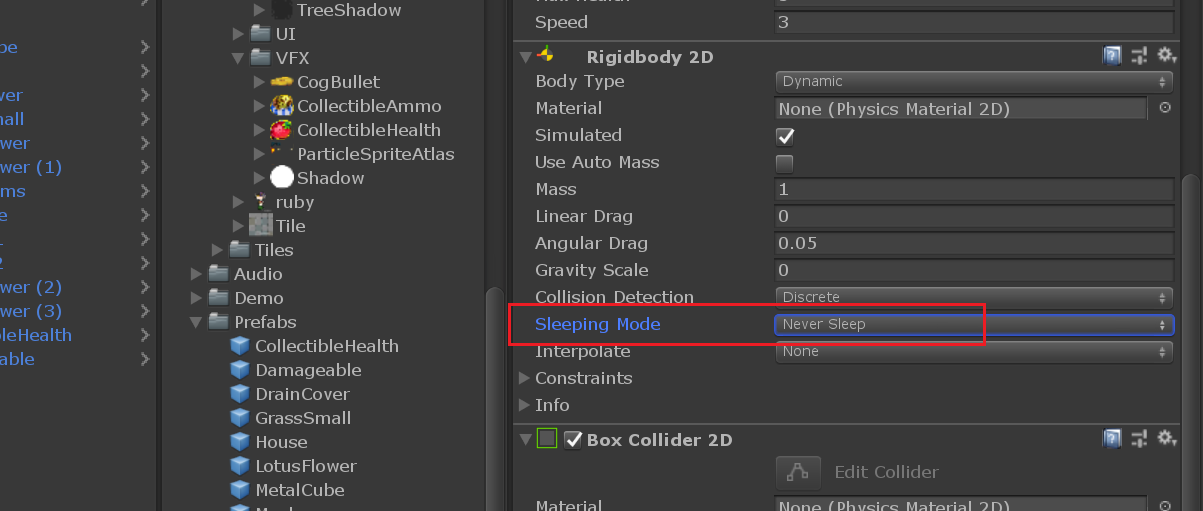 pe
wer
nall
wer
wer (1)
ms
e
2
wer (2)
wer (3)
bleHealth
able
TreeShadow
UI
VFX
CogBullet
CollectibleAmmo
CollectibleHealth
ParticleSpriteAtlas
Shadow
ruby
Tile
Tiles
Audio
Demo
Prefabs
CollectibleHealth
Damageable
DrainCover
GrassSmall
House
LotusFlower
MetalCube
Speed 3
Rigidbody 2D
Body Type Dynamic
Material None (Physics Material 2D)
Simulated
Use Auto Mass
Mass 1
Linear Drag 0
Angular Drag 0.05
Gravity Scale 0
Collision Detection Discrete
Sleeping Mode Never Sleep
Interpolate None
Constraints
Info
Box Collider 2D
Edit Collider
Material None (Physics Material 2D)